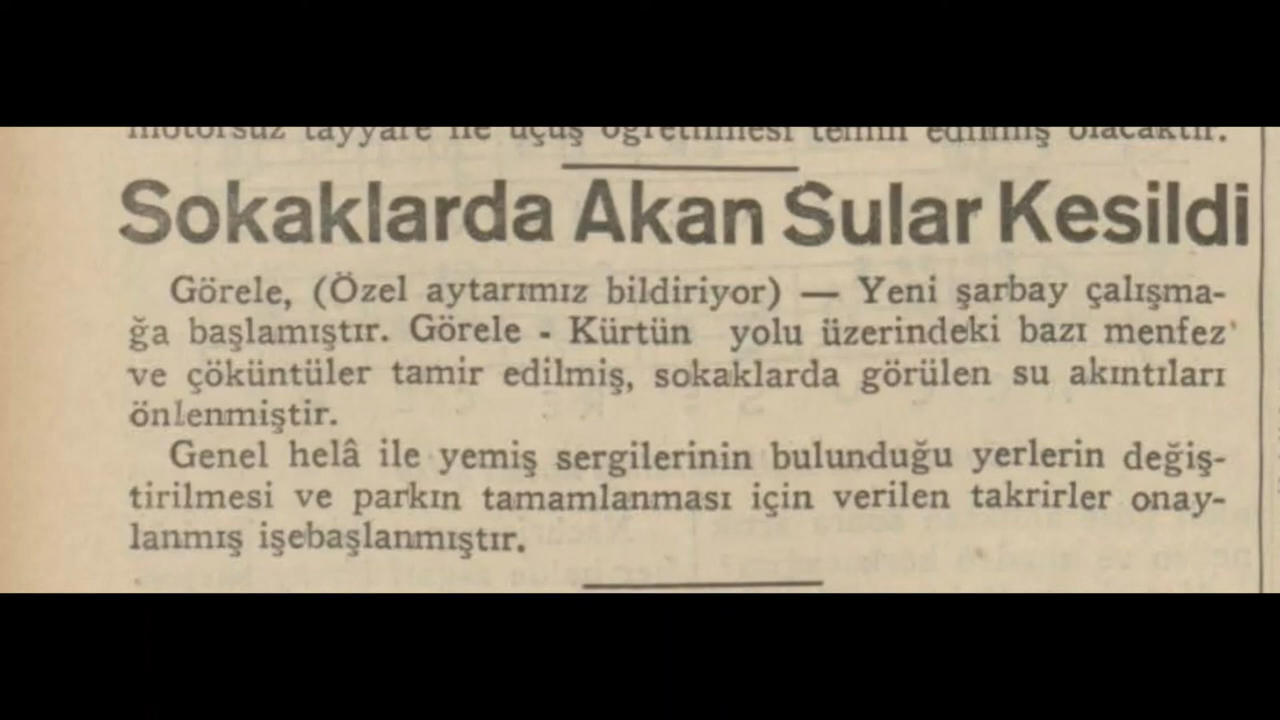 motorsuz tayyare ile uçuş öğretilmesi temin edilmiş olacaktır.
Sokaklarda Akan Sular Kesildi
Görele, (Özel aytarımız bildiriyor) — Yeni şarbay çalışma-
ğa başlamıştır. Görele - Kürtün yolu üzerindeki bazı menfez
ve çöküntüler tamir edilmiş, sokaklarda görülen su akıntıları
önlenmiştir.
Genel helâ ile yemiş sergilerinin bulunduğu yerlerin değiş-
tirilmesi ve parkın tamamlanması için verilen takrirler onay-
lanmış işebaşlanmıştır.